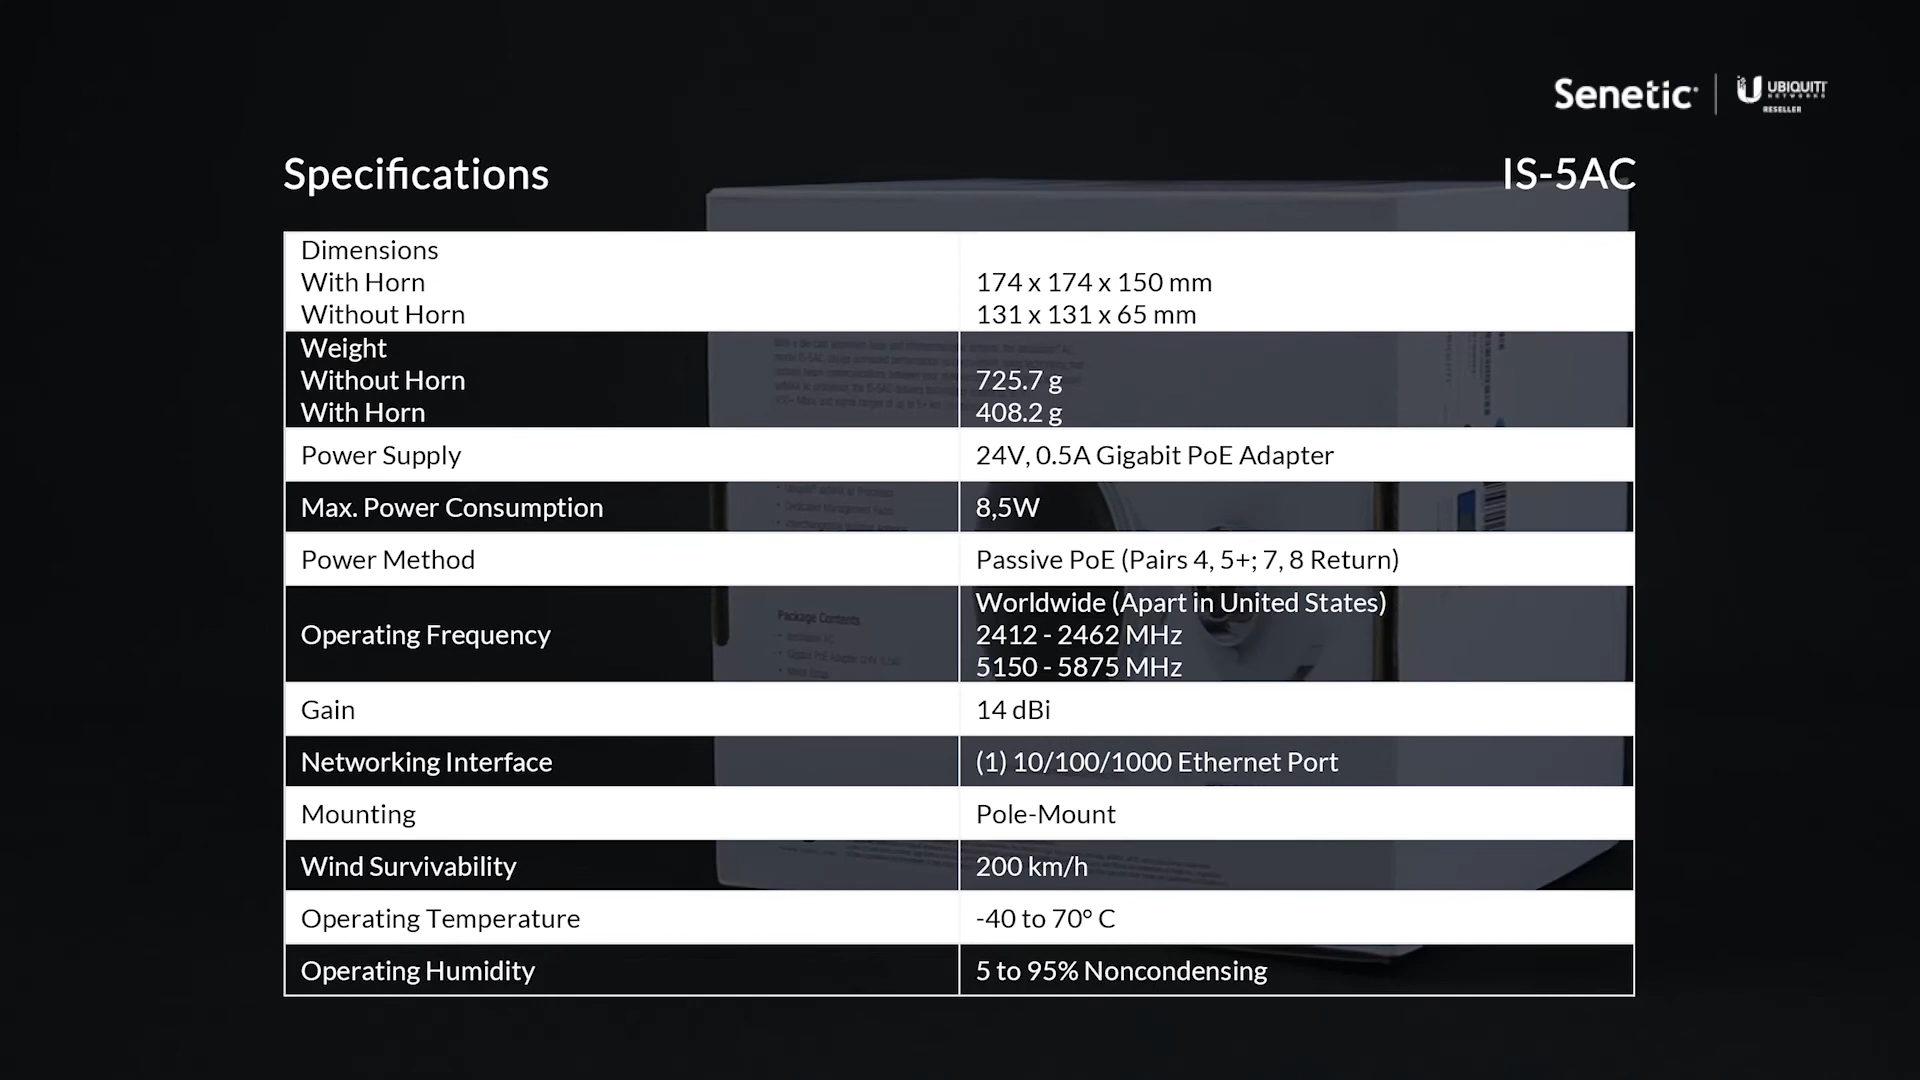 Senetic
UBIQUITI
NETWORKS
RESELLER
Specifications IS-5AC
Dimensions
With Horn 174 x 174 x 150 mm
Without Horn 131 x 131 x 65 mm
Weight
Without Horn 725.7 g
With Horn 408.2 g
Power Supply 24V, 0.5A Gigabit PoE Adapter
Max. Power Consumption 8,5W
Power Method Passive PoE (Pairs 4, 5+; 7, 8 Return)
Operating Frequency
Worldwide (Apart in United States)
2412 - 2462 MHz
5150 - 5875 MHz
Package Contents
Gain 14 dBi
Networking Interface (1) 10/100/1000 Ethernet Port
Mounting Pole-Mount
Wind Survivability 200 km/h
Operating Temperature -40 to 70° C
Operating Humidity 5 to 95% Noncondensing